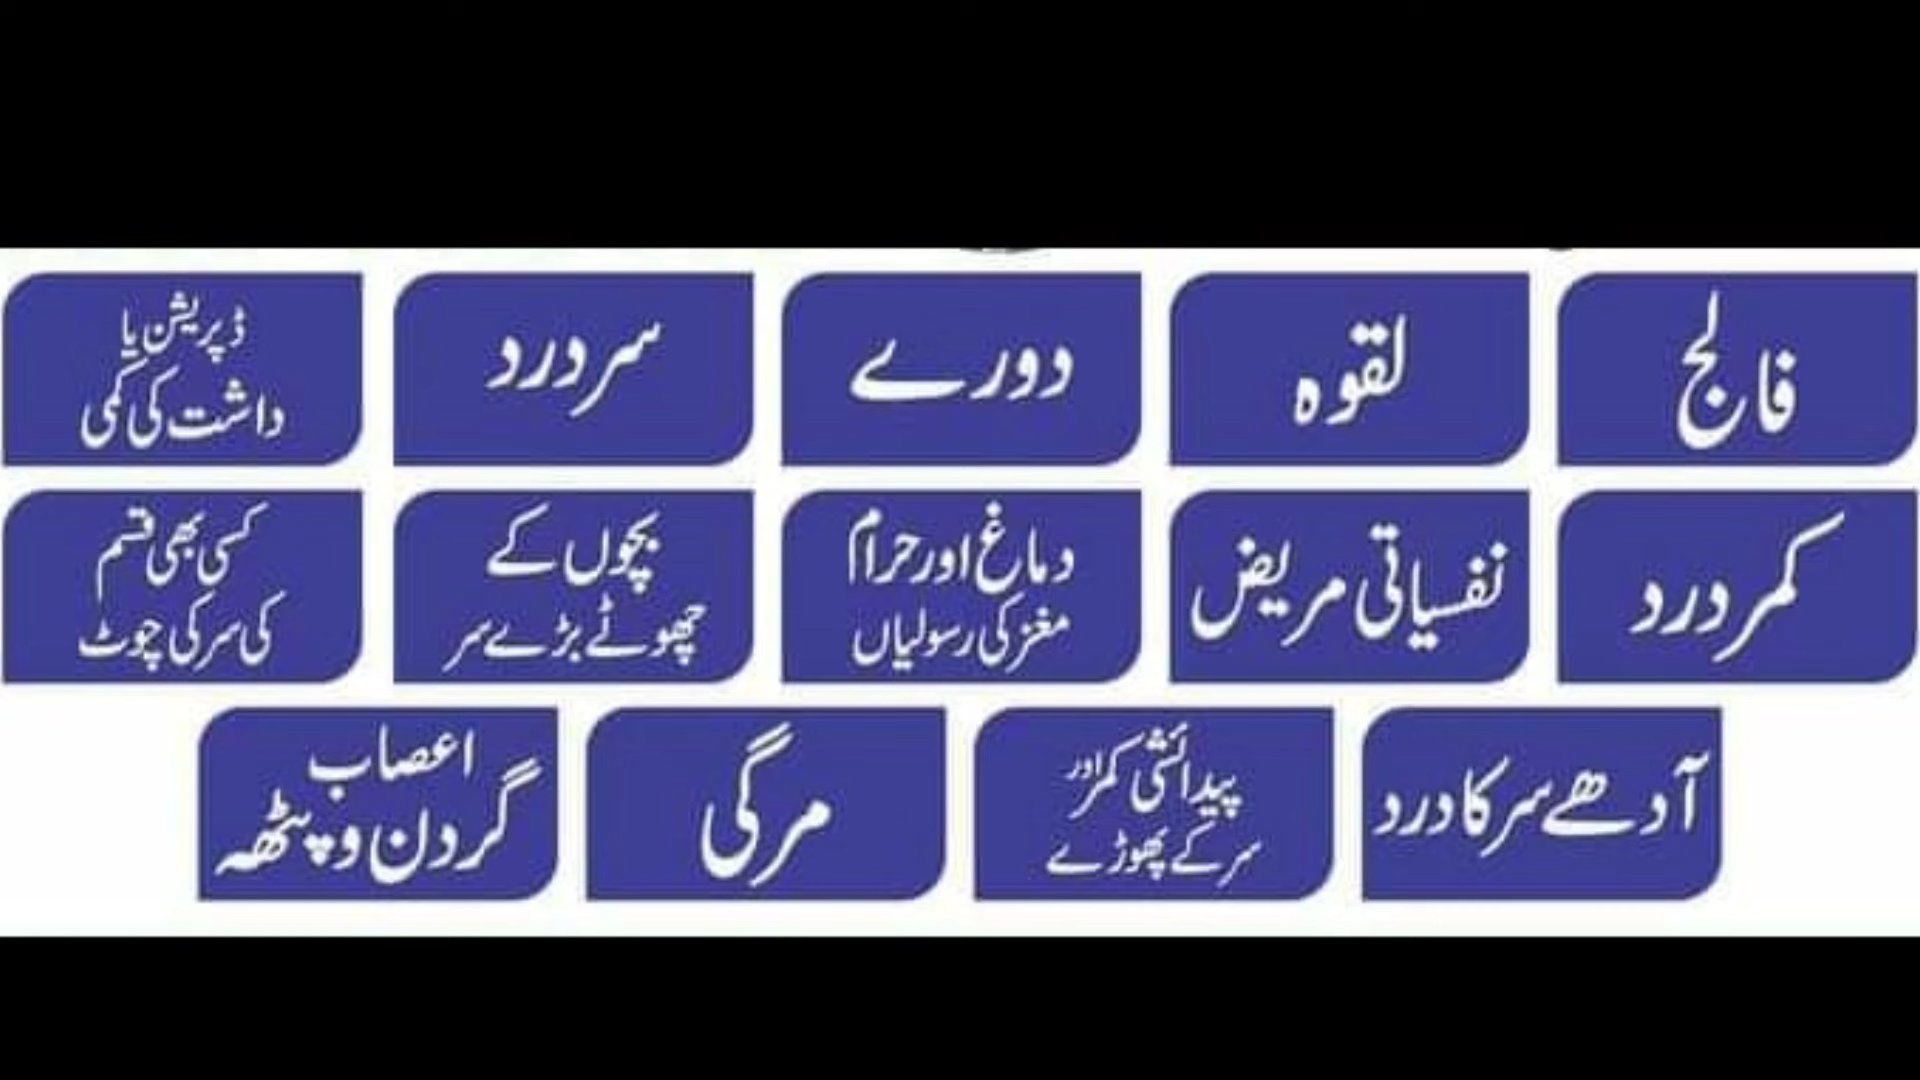 فالج
لقوہ
دورے
سر درد
ڈپریشن یا
داشت کی کمی
کمر درد
نفسیاتی مریض
دماغ اور حرام
مغز کی رسولیاں
بچوں کے
چھوٹے بڑے سر
کسی بھی قسم
کی سر کی چوٹ
آدھے سر کا درد
پیدائشی کمر اور
سر کے پھوڑے
مرگی
اعصاب
گردن و پٹھہ